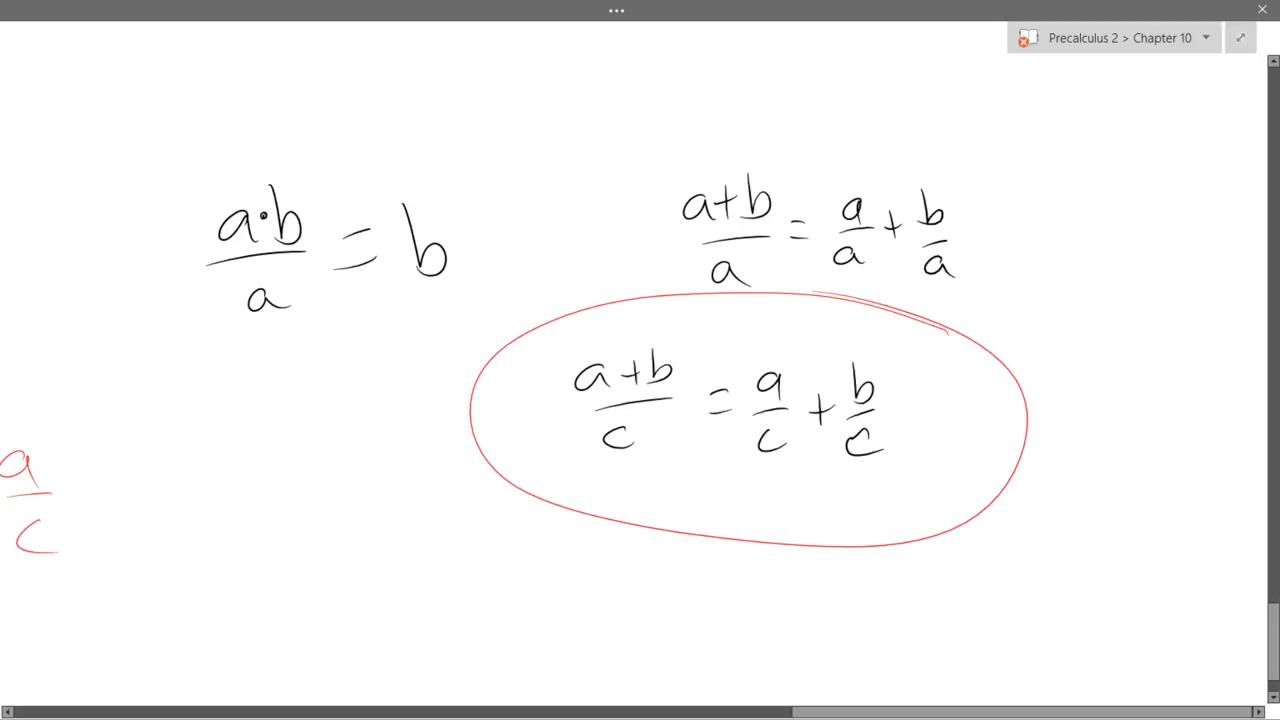 ...
Precalculus 2 > Chapter 10
a·b/a = b
a+b/a = a/a + b/a
a+b/c = a/c + b/c
a/c